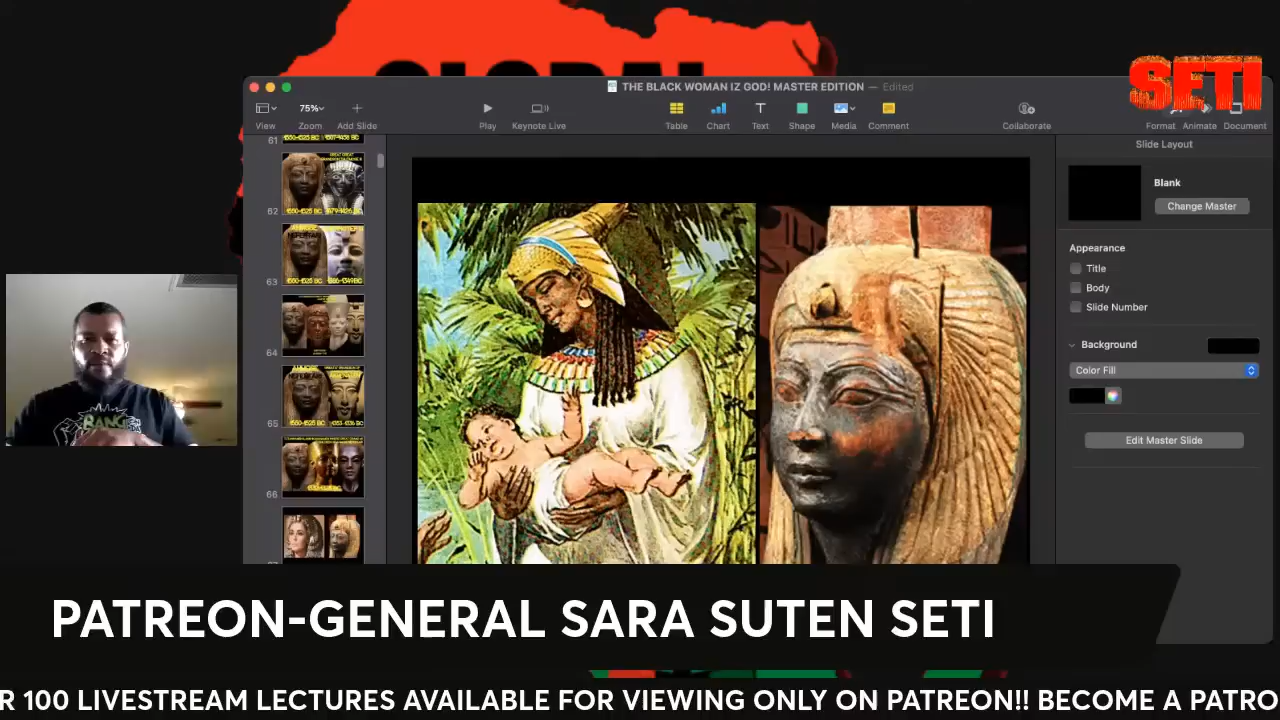 GLOBAL
SETI
THE BLACK WOMAN IZ GOD! MASTER EDITION — Edited
75%
View
Zoom
Add Slide
Play
Keynote Live
Table
Chart
Text
Shape
Media
Comment
Collaborate
Format
Animate
Document
Slide Layout
61
62
63
64
65
66
Blank
Change Master
Appearance
Title
Body
Slide Number
Background
Color Fill
Edit Master Slide
BANG
PATREON-GENERAL SARA SUTEN SETI
R 100 LIVESTREAM LECTURES AVAILABLE FOR VIEWING ONLY ON PATREON!! BECOME A PATRO